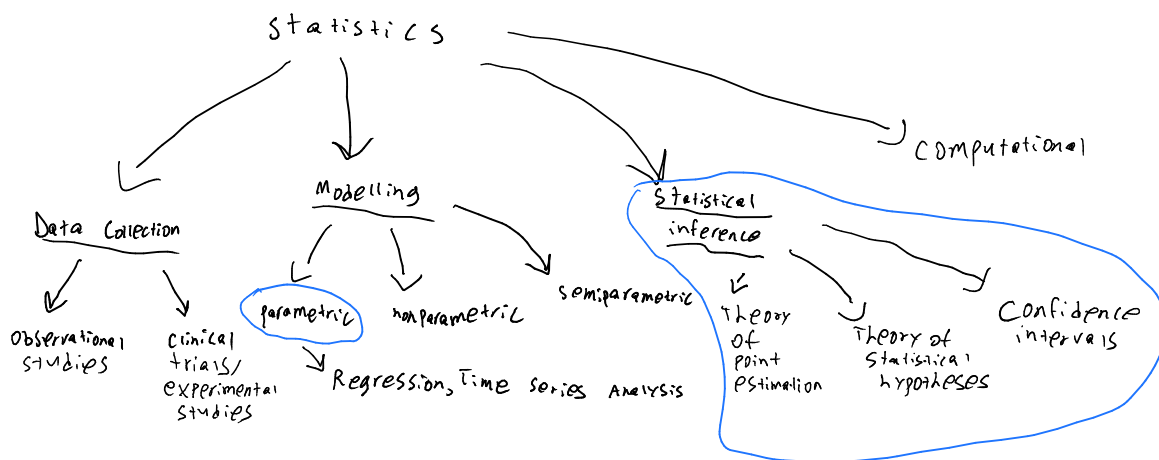 Statistics
Computational
Modelling
Statistical
inference
Data Collection
semiparametric
parametric
nonparametric
Observational
studies
Clinical
trials/
experimental
studies
Regression, Time series Analysis
Theory
of
point
estimation
Theory of
statistical
hypotheses
Confidence
intervals